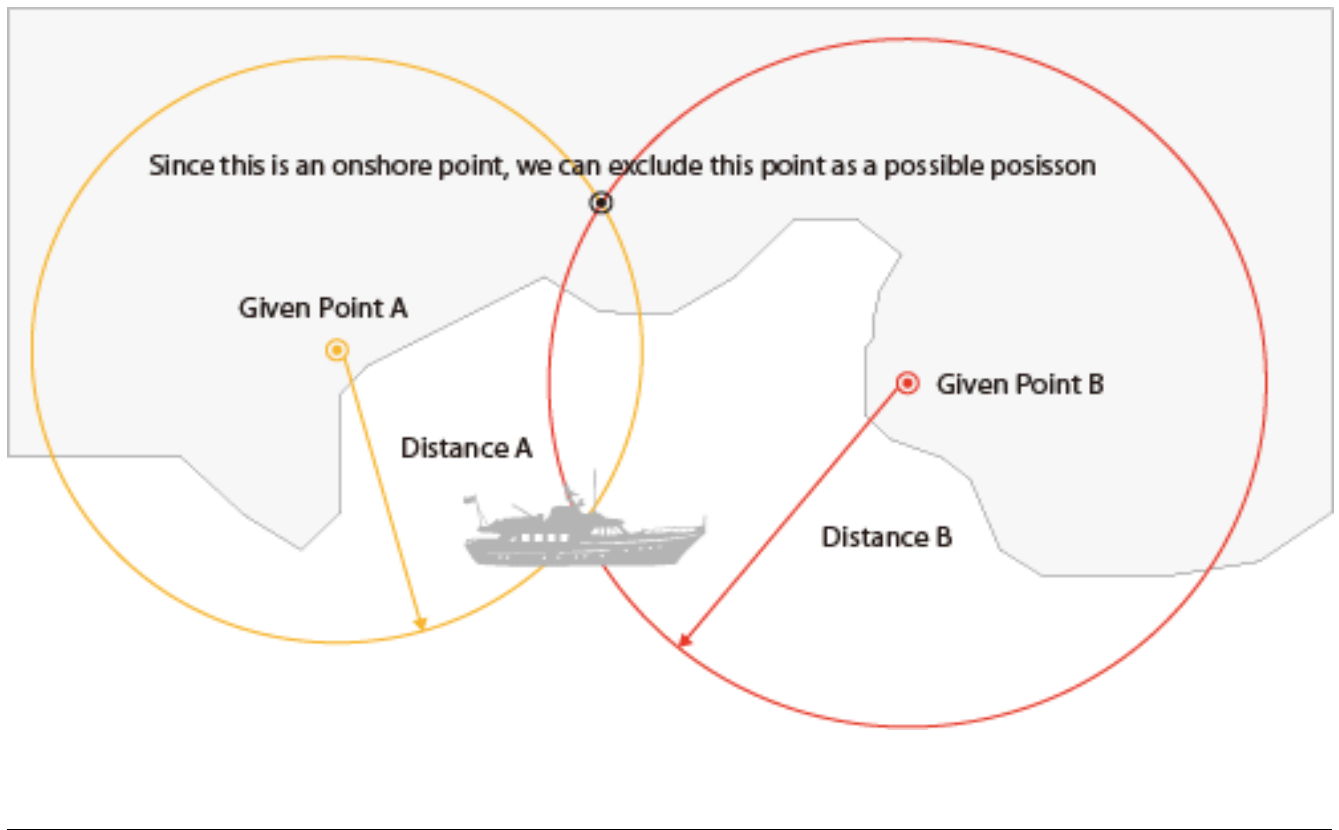 Since this is an onshore point, we can exclude this point as a possible posisson
Given Point A
Given Point B
Distance A
Distance B